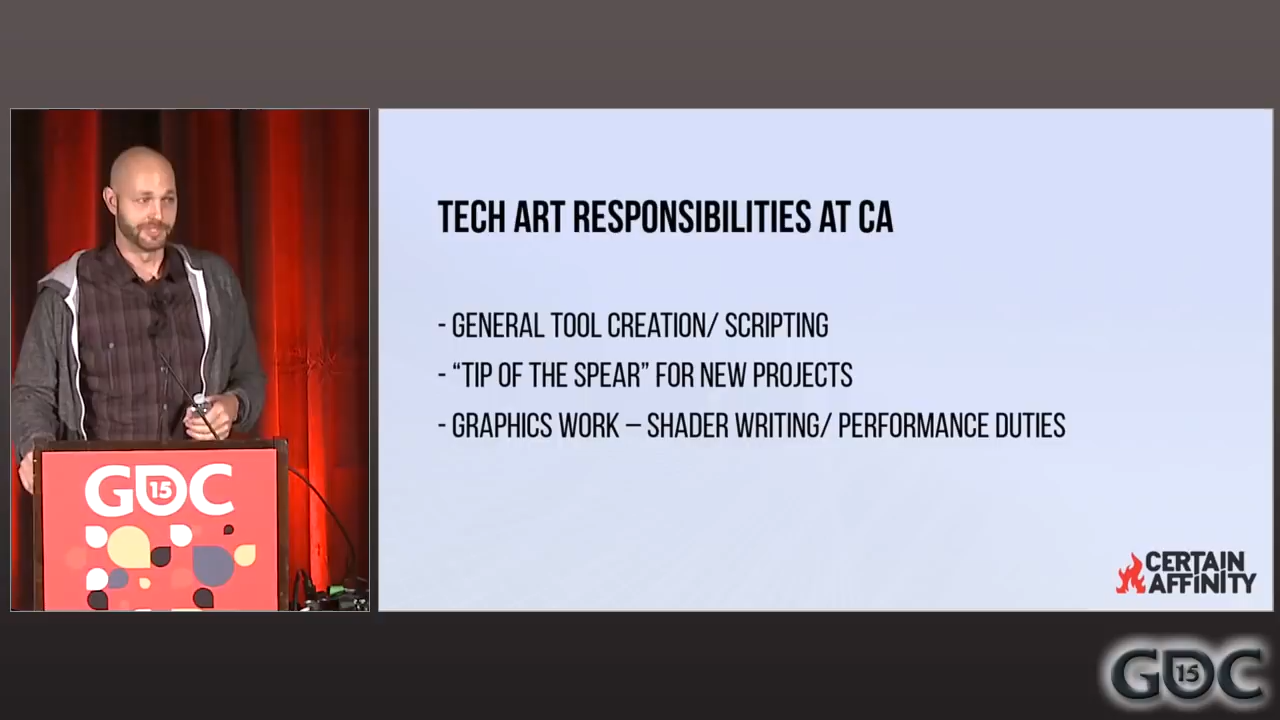 TECH ART RESPONSIBILITIES AT CA
- GENERAL TOOL CREATION/ SCRIPTING
- “TIP OF THE SPEAR” FOR NEW PROJECTS
- GRAPHICS WORK – SHADER WRITING/ PERFORMANCE DUTIES
GDC 15
CERTAIN
AFFINITY
GDC 15